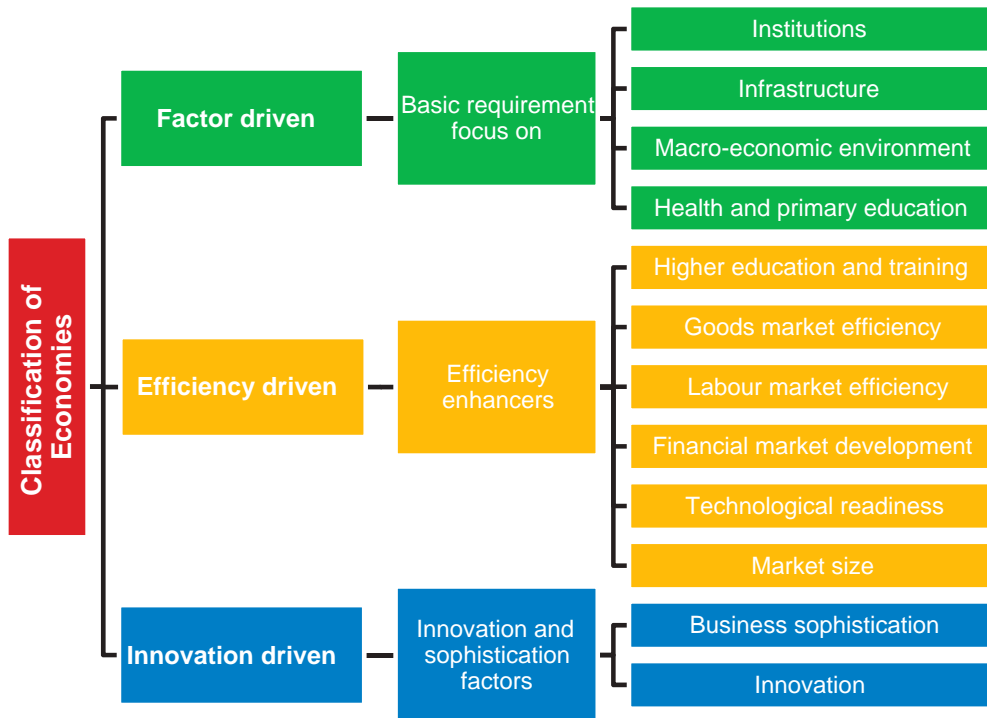 Classification of
Economies
Factor driven
Basic requirement
focus on
Institutions
Infrastructure
Macro-economic environment
Health and primary education
Efficiency driven
Efficiency
enhancers
Higher education and training
Goods market efficiency
Labour market efficiency
Financial market development
Technological readiness
Market size
Innovation driven
Innovation and
sophistication
factors
Business sophistication
Innovation